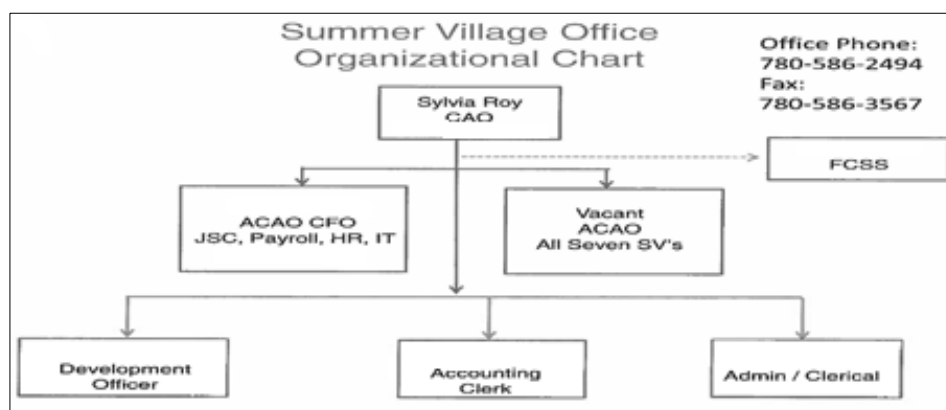 Summer Village Office
Organizational Chart
Office Phone:
780-586-2494
Fax:
780-586-3567
Sylvia Roy
CAO
FCSS
ACAO CFO
JSC, Payroll, HR, IT
Vacant
ACAO
All Seven SV's
Development
Officer
Accounting
Clerk
Admin / Clerical